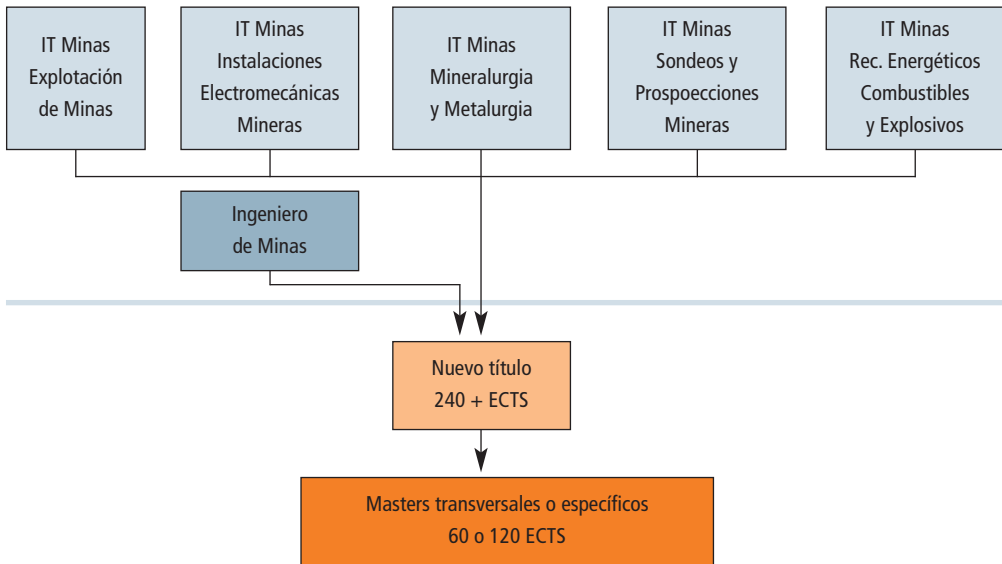 IT Minas
Explotación
de Minas
IT Minas
Instalaciones
Electromecánicas
Mineras
IT Minas
Mineralurgia
y Metalurgia
IT Minas
Sondeos y
Prospoecciones
Mineras
IT Minas
Rec. Energéticos
Combustibles
y Explosivos
Ingeniero
de Minas
Nuevo título
240 + ECTS
Masters transversales o específicos
60 o 120 ECTS